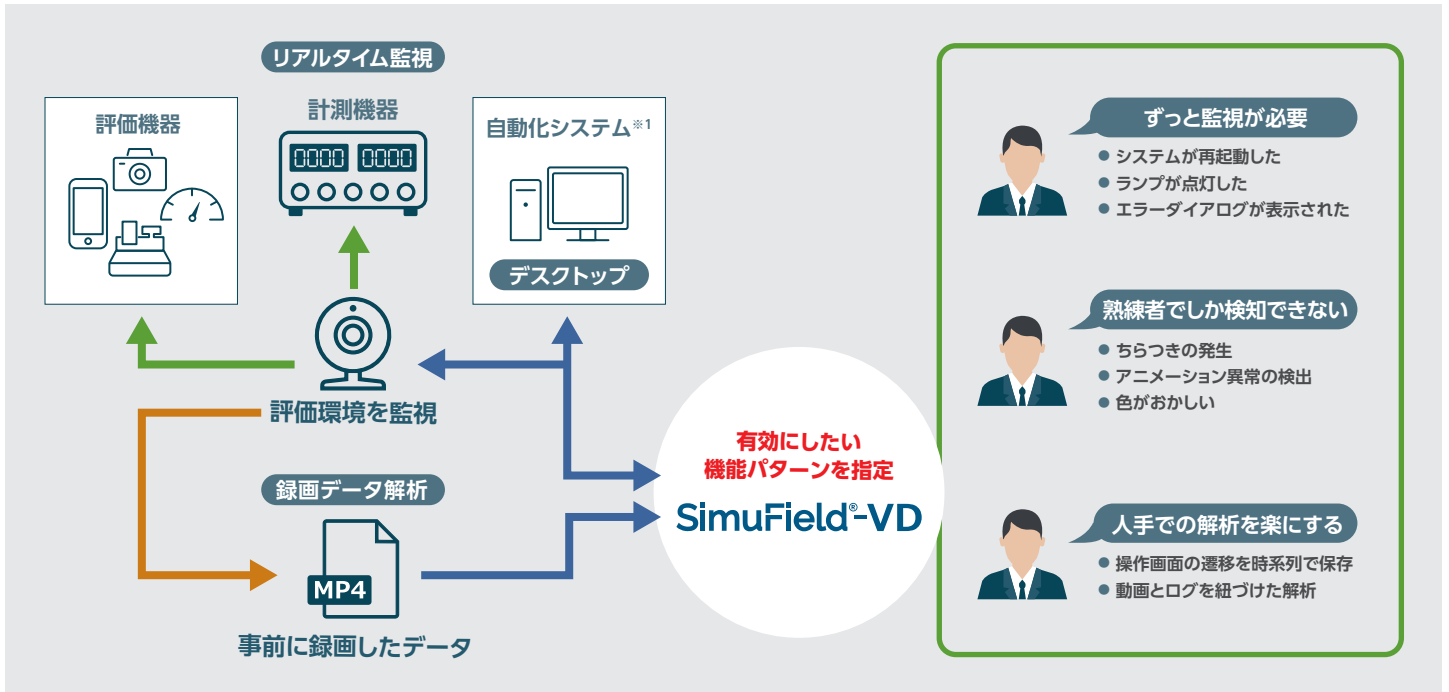 リアルタイム監視
評価機器
計測機器
自動化システム※1
デスクトップ
評価環境を監視
録画データ解析
MP4
事前に録画したデータ
有効にしたい
機能パターンを指定
SimuField®-VD
ずっと監視が必要
● システムが再起動した
● ランプが点灯した
● エラーダイアログが表示された
熟練者でしか検知できない
● ちらつきの発生
● アニメーション異常の検出
● 色がおかしい
人手での解析を楽にする
● 操作画面の遷移を時系列で保存
● 動画とログを紐づけた解析